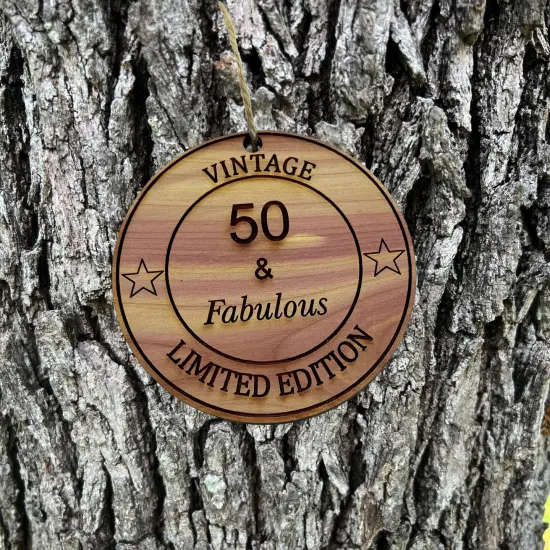 VINTAGE
50
&
Fabulous
LIMITED EDITION